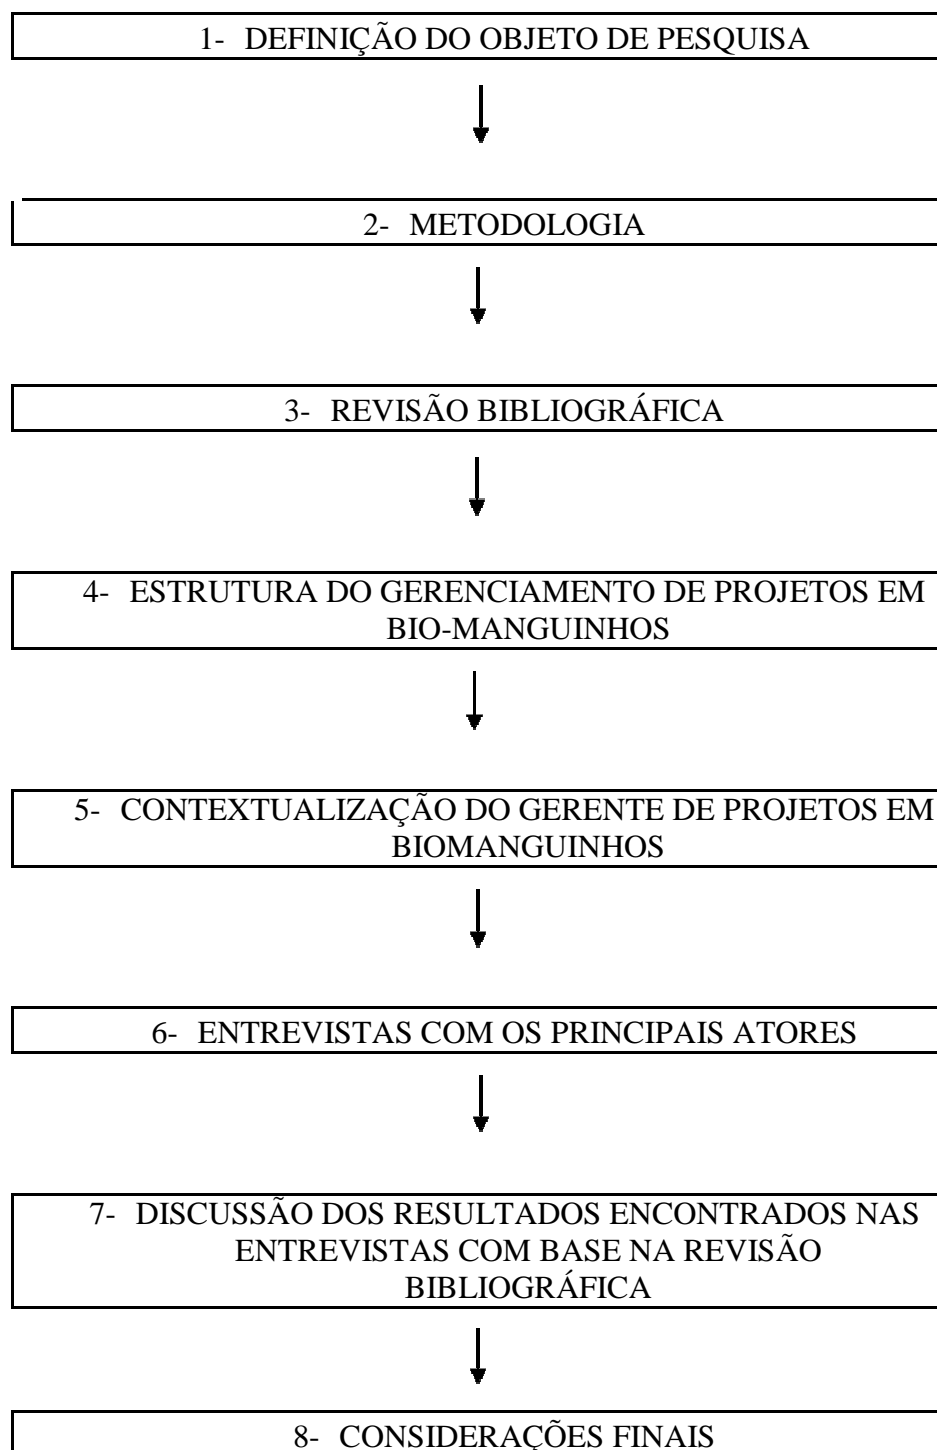 1- DEFINIÇÃO DO OBJETO DE PESQUISA
2- METODOLOGIA
3- REVISÃO BIBLIOGRÁFICA
4- ESTRUTURA DO GERENCIAMENTO DE PROJETOS EM
BIO-MANGUINHOS
5- CONTEXTUALIZAÇÃO DO GERENTE DE PROJETOS EM
BIOMANGUINHOS
6- ENTREVISTAS COM OS PRINCIPAIS ATORES
7- DISCUSSÃO DOS RESULTADOS ENCONTRADOS NAS
ENTREVISTAS COM BASE NA REVISÃO
BIBLIOGRÁFICA
8- CONSIDERAÇÕES FINAIS